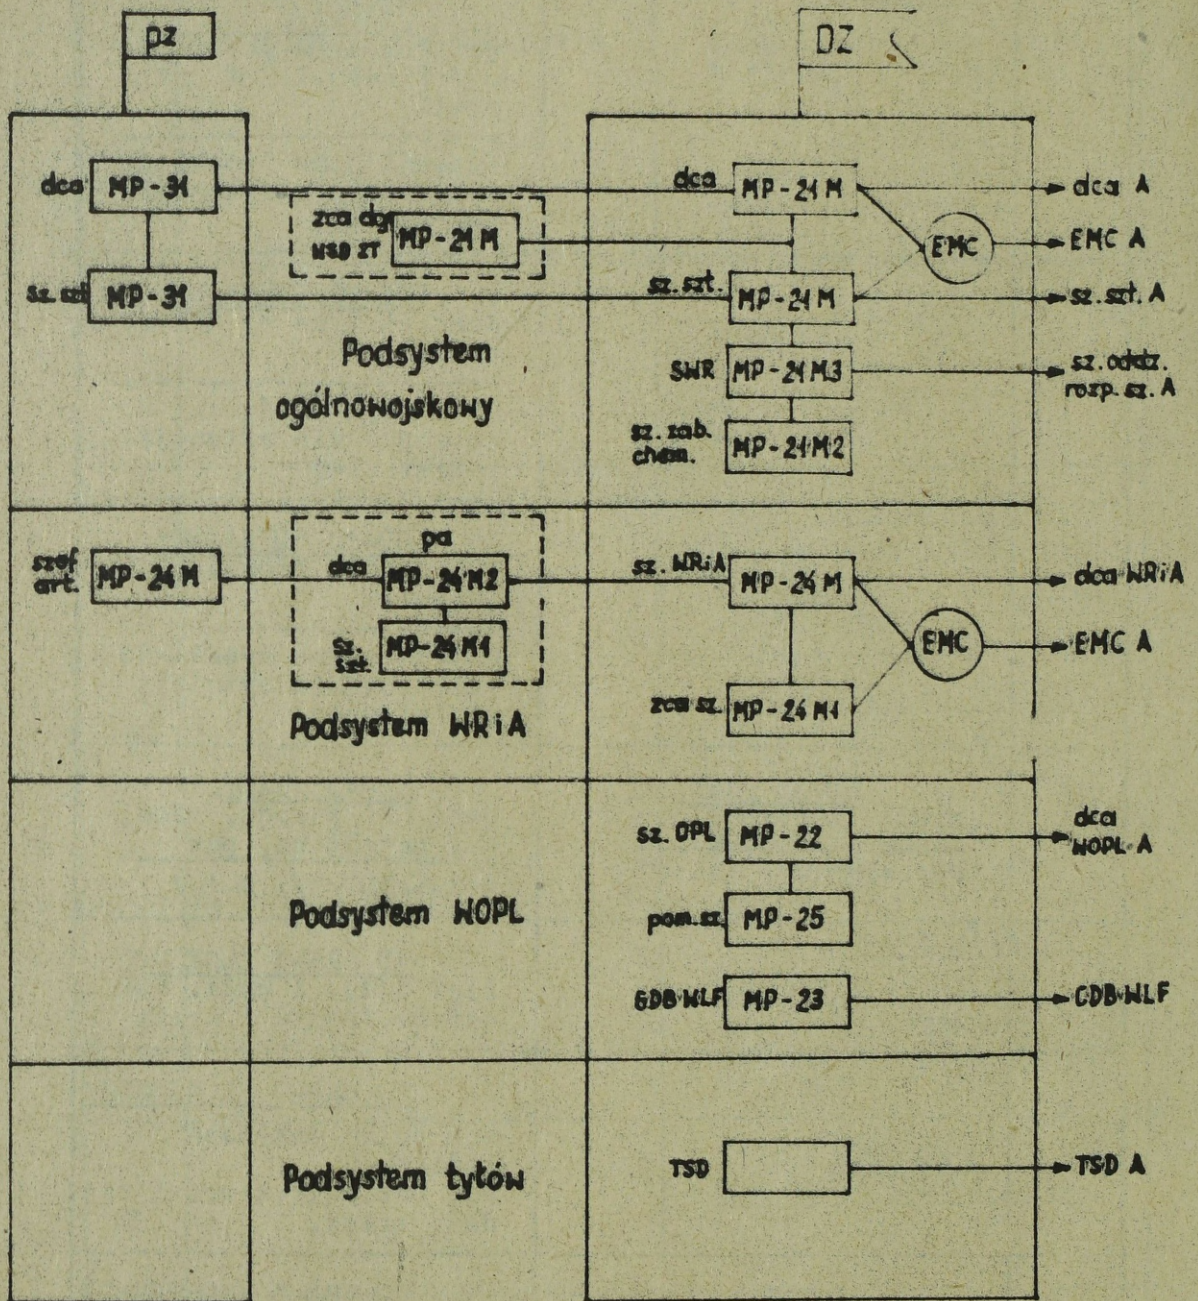 pz
DZ
dca
MP-31
dca
MP-21 M
dca A
zca dcy
WSD ZT
MP-21 M
EMC
EMC A
sz. szt.
MP-31
sz. szt.
MP-21 M
sz. szt. A
Podsystem
ogólnowojskowy
SWR
MP-21 M3
sz. oddz.
rozp. sz. A
sz. zab.
chem.
MP-21 M2
szef
art.
MP-24 M
pa
dca
MP-24 M2
sz.
szt.
MP-24 M1
sz. WRiA
MP-24 M
dca WRiA
EMC
EMC A
zca sz.
MP-24 M1
Podsystem WRiA
sz. OPL
MP-22
dca
WOPL A
Podsystem WOPL
pom. sz.
MP-25
GDB WLF
MP-23
CDB WLF
Podsystem tyłów
TSD
TSD A